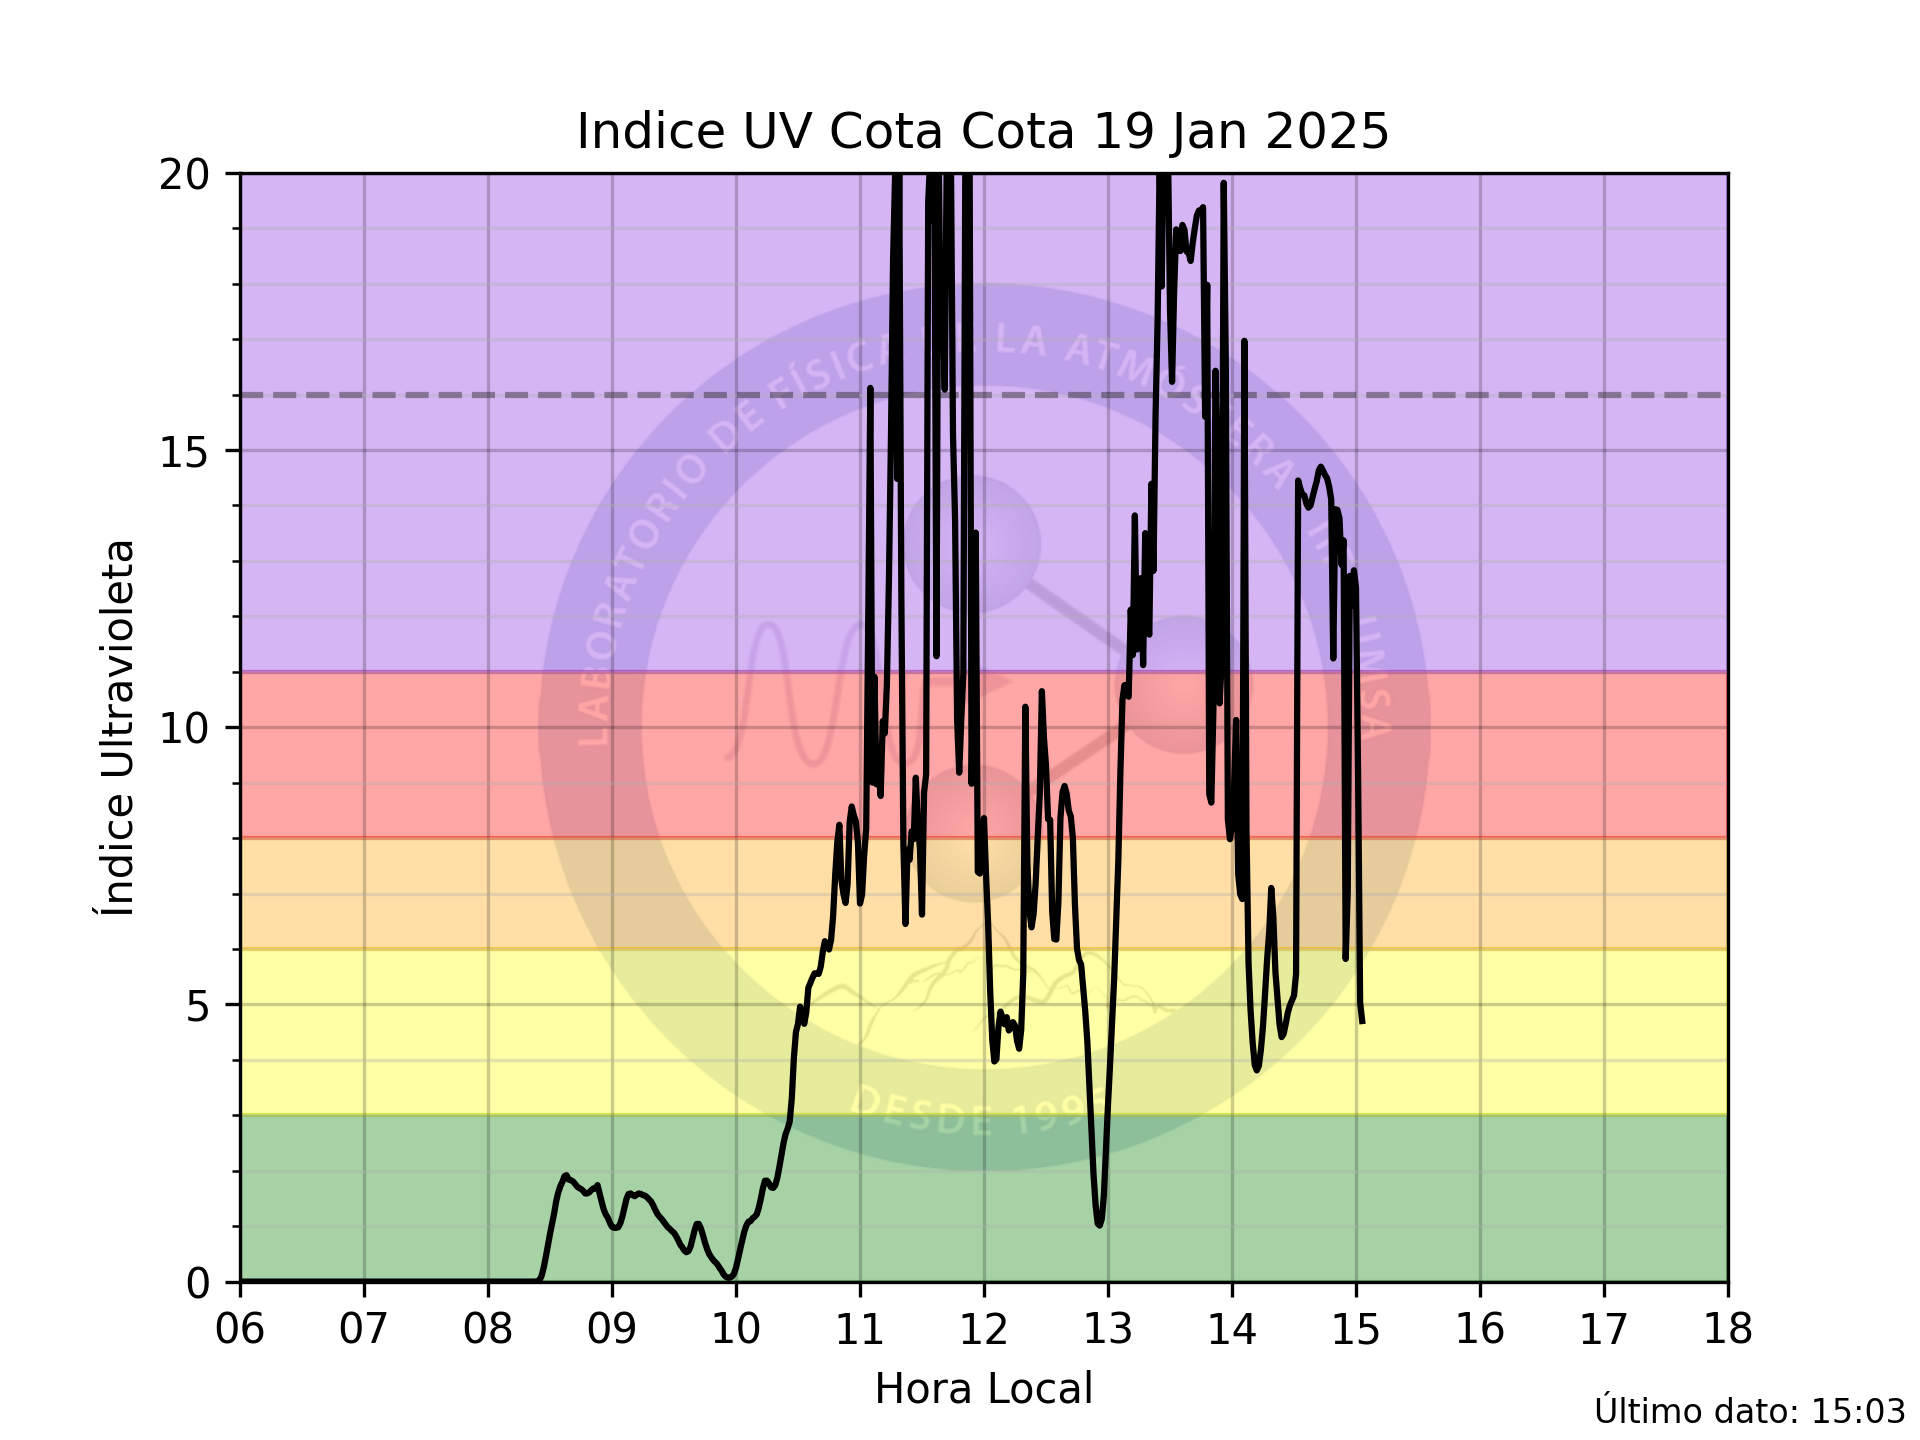 Indice UV Cota Cota 19 Jan 2025
20
15
10
5
0
Índice Ultravioleta
LABORATORIO DE FÍSICA LA ATMÓSFERA UMSA
DESDE 199
06 07 08 09 10 11 12 13 14 15 16 17 18
Hora Local
Último dato: 15:03